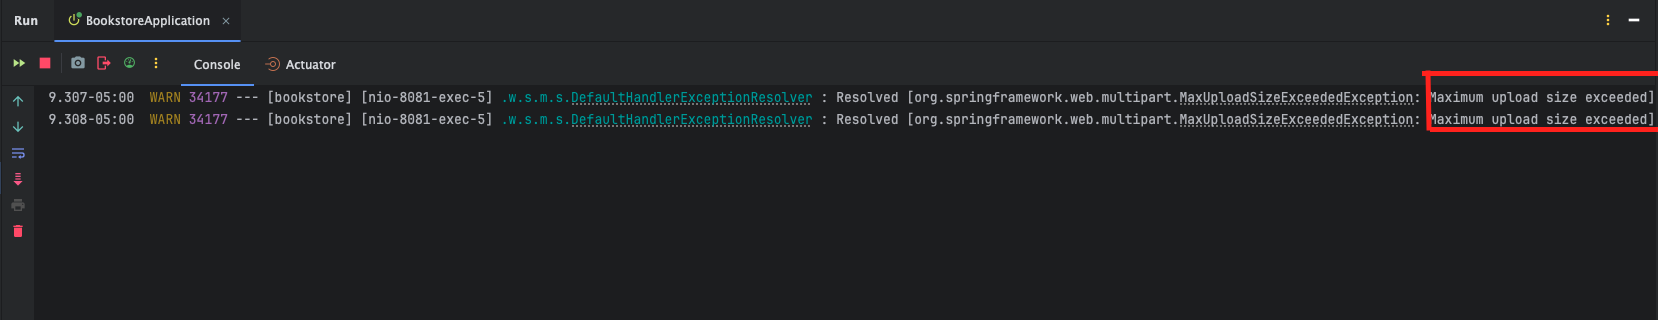 Run BookstoreApplication
Console Actuator
9.307-05:00 WARN 34177 --- [bookstore] [nio-8081-exec-5] .w.s.m.s.DefaultHandlerExceptionResolver : Resolved [org.springframework.web.multipart.MaxUploadSizeExceededException: Maximum upload size exceeded]
9.308-05:00 WARN 34177 --- [bookstore] [nio-8081-exec-5] .w.s.m.s.DefaultHandlerExceptionResolver : Resolved [org.springframework.web.multipart.MaxUploadSizeExceededException: Maximum upload size exceeded]